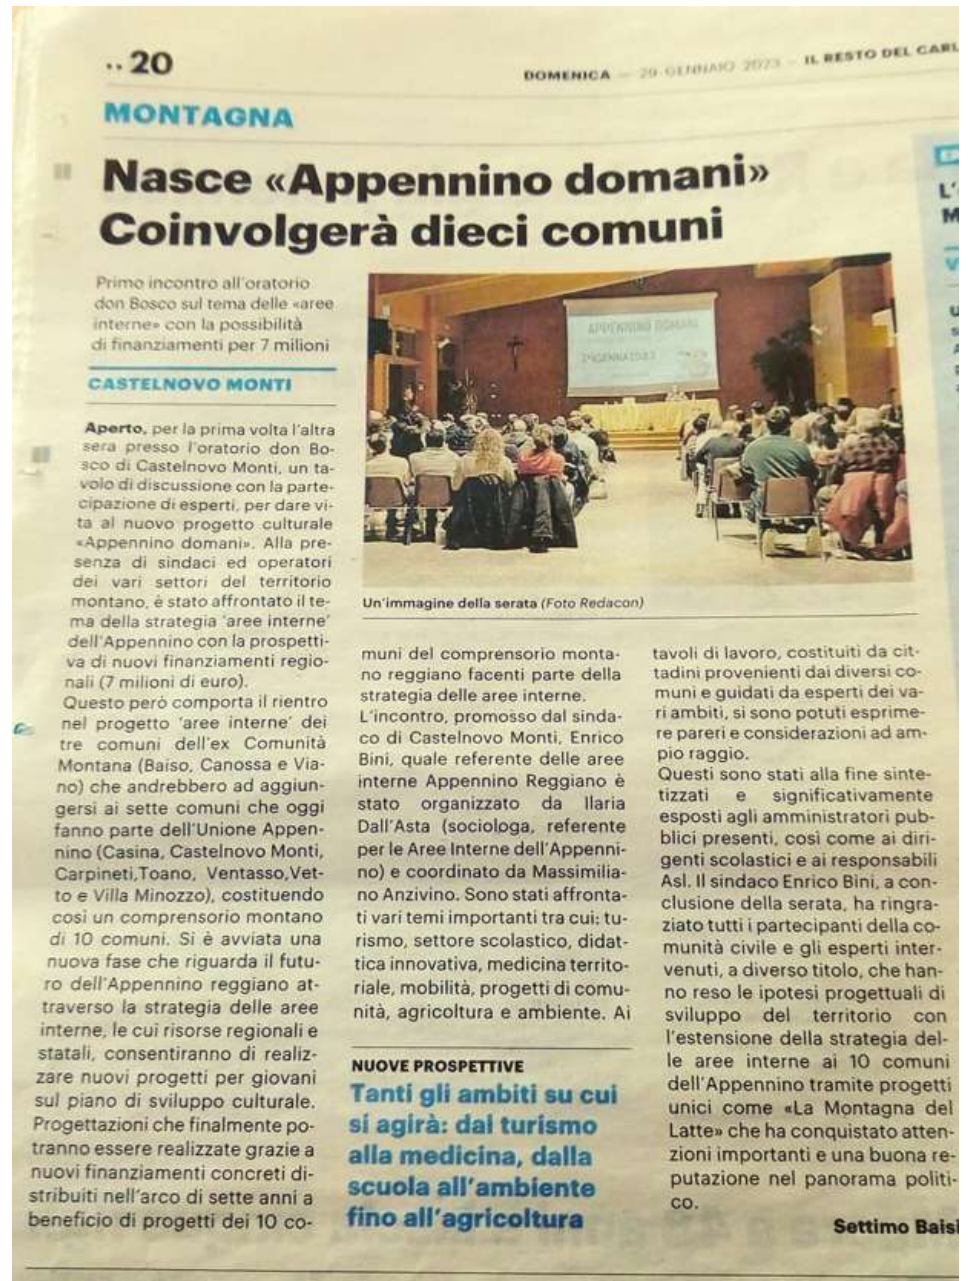 20
DOMENICA — 29 GENNAIO 2023 – IL RESTO DEL CARL
MONTAGNA
Nasce «Appennino domani»
Coinvolgerà dieci comuni
Primo incontro all'oratorio
don Bosco sul tema delle «aree
interne» con la possibilità
di finanziamenti per 7 milioni
CASTELNOVO MONTI
Aperto, per la prima volta l'altra
sera presso l'oratorio don Bo-
sco di Castelnovo Monti, un ta-
volo di discussione con la parte-
cipazione di esperti, per dare vi-
ta al nuovo progetto culturale
«Appennino domani». Alla pre-
senza di sindaci ed operatori
dei vari settori del territorio
montano, è stato affrontato il te-
ma della strategia 'aree interne'
dell'Appennino con la prospetti-
va di nuovi finanziamenti regio-
nali (7 milioni di euro).
Questo però comporta il rientro
nel progetto 'aree interne' dei
tre comuni dell'ex Comunità
Montana (Baiso, Canossa e Via-
no) che andrebbero ad aggiun-
gersi ai sette comuni che oggi
fanno parte dell'Unione Appen-
nino (Casina, Castelnovo Monti,
Carpineti,Toano, Ventasso,Vet-
to e Villa Minozzo), costituendo
così un comprensorio montano
di 10 comuni. Si è avviata una
nuova fase che riguarda il futu-
ro dell'Appennino reggiano at-
traverso la strategia delle aree
interne, le cui risorse regionali e
statali, consentiranno di realiz-
zare nuovi progetti per giovani
sul piano di sviluppo culturale.
Progettazioni che finalmente po-
tranno essere realizzate grazie a
nuovi finanziamenti concreti di-
stribuiti nell'arco di sette anni a
beneficio di progetti dei 10 co-
APPENNINO DOMANI
Un'immagine della serata (Foto Redacon)
muni del comprensorio monta-
no reggiano facenti parte della
strategia delle aree interne.
L'incontro, promosso dal sinda-
co di Castelnovo Monti, Enrico
Bini, quale referente delle aree
interne Appennino Reggiano è
stato organizzato da Ilaria
Dall'Asta (sociologa, referente
per le Aree Interne dell'Appenni-
no) e coordinato da Massimilia-
no Anzivino. Sono stati affronta-
ti vari temi importanti tra cui: tu-
rismo, settore scolastico, didat-
tica innovativa, medicina territo-
riale, mobilità, progetti di comu-
nità, agricoltura e ambiente. Ai
NUOVE PROSPETTIVE
Tanti gli ambiti su cui
si agirà: dal turismo
alla medicina, dalla
scuola all'ambiente
fino all'agricoltura
tavoli di lavoro, costituiti da cit-
tadini provenienti dai diversi co-
muni e guidati da esperti dei va-
ri ambiti, si sono potuti esprime-
re pareri e considerazioni ad am-
pio raggio.
Questi sono stati alla fine sinte-
tizzati e significativamente
esposti agli amministratori pub-
blici presenti, così come ai diri-
genti scolastici e ai responsabili
Asl. Il sindaco Enrico Bini, a con-
clusione della serata, ha ringra-
ziato tutti i partecipanti della co-
munità civile e gli esperti inter-
venuti, a diverso titolo, che han-
no reso le ipotesi progettuali di
sviluppo del territorio con
l'estensione della strategia del-
le aree interne ai 10 comuni
dell'Appennino tramite progetti
unici come «La Montagna del
Latte» che ha conquistato atten-
zioni importanti e una buona re-
putazione nel panorama politi-
co.
Settimo Baisi
L'
M